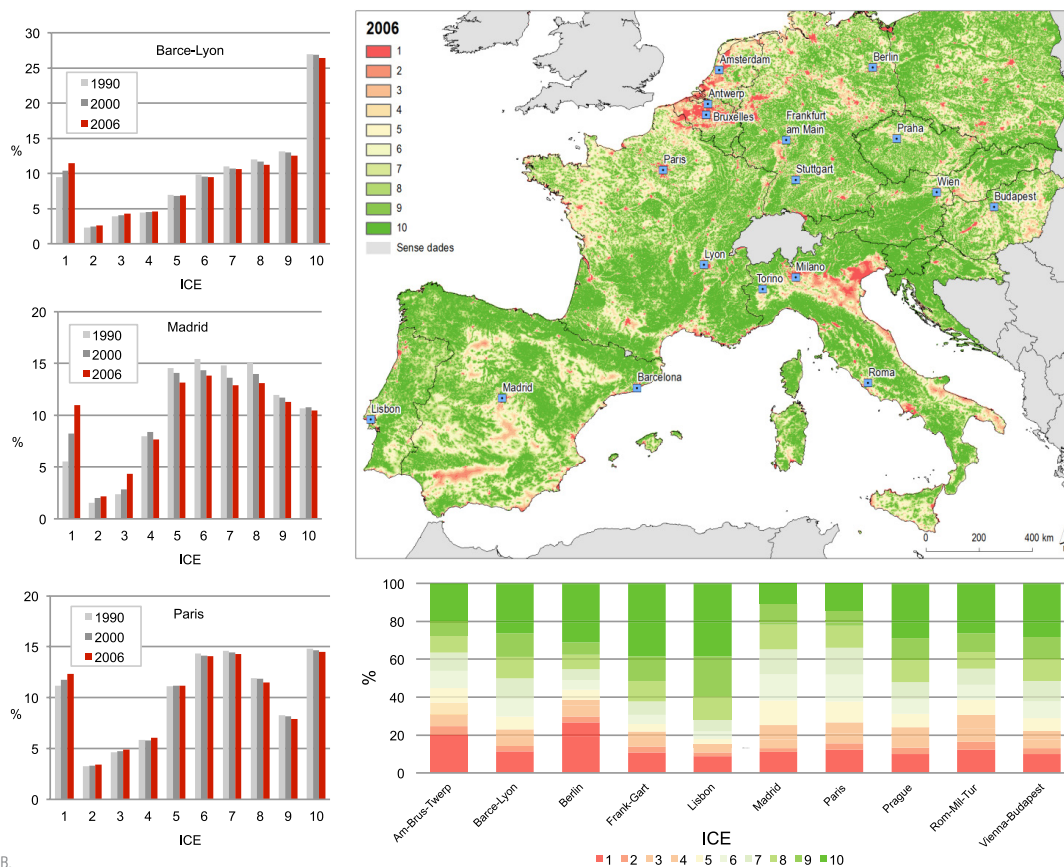 Barce-Lyon
30
25
20
15
10
5
0
%
1990
2000
2006
1 2 3 4 5 6 7 8 9 10
ICE
Madrid
20
15
10
5
0
%
1990
2000
2006
1 2 3 4 5 6 7 8 9 10
ICE
Paris
20
15
10
5
0
%
1990
2000
2006
1 2 3 4 5 6 7 8 9 10
ICE
2006
1
2
3
4
5
6
7
8
9
10
Sense dades
Amsterdam
Berlin
Antwerp
Bruxelles
Frankfurt
am Main
Praha
Paris
Stuttgart
Wien
Budapest
Lyon
Milano
Torino
Barcelona
Roma
Madrid
Lisbon
0 200 400 km
100
80
60
40
20
0
%
Am-Brus-Twerp
Barce-Lyon
Berlin
Frank-Gart
Lisbon
Madrid
Paris
Prague
Rom-Mil-Tur
Vienna-Budapest
ICE
1 2 3 4 5 6 7 8 9 10